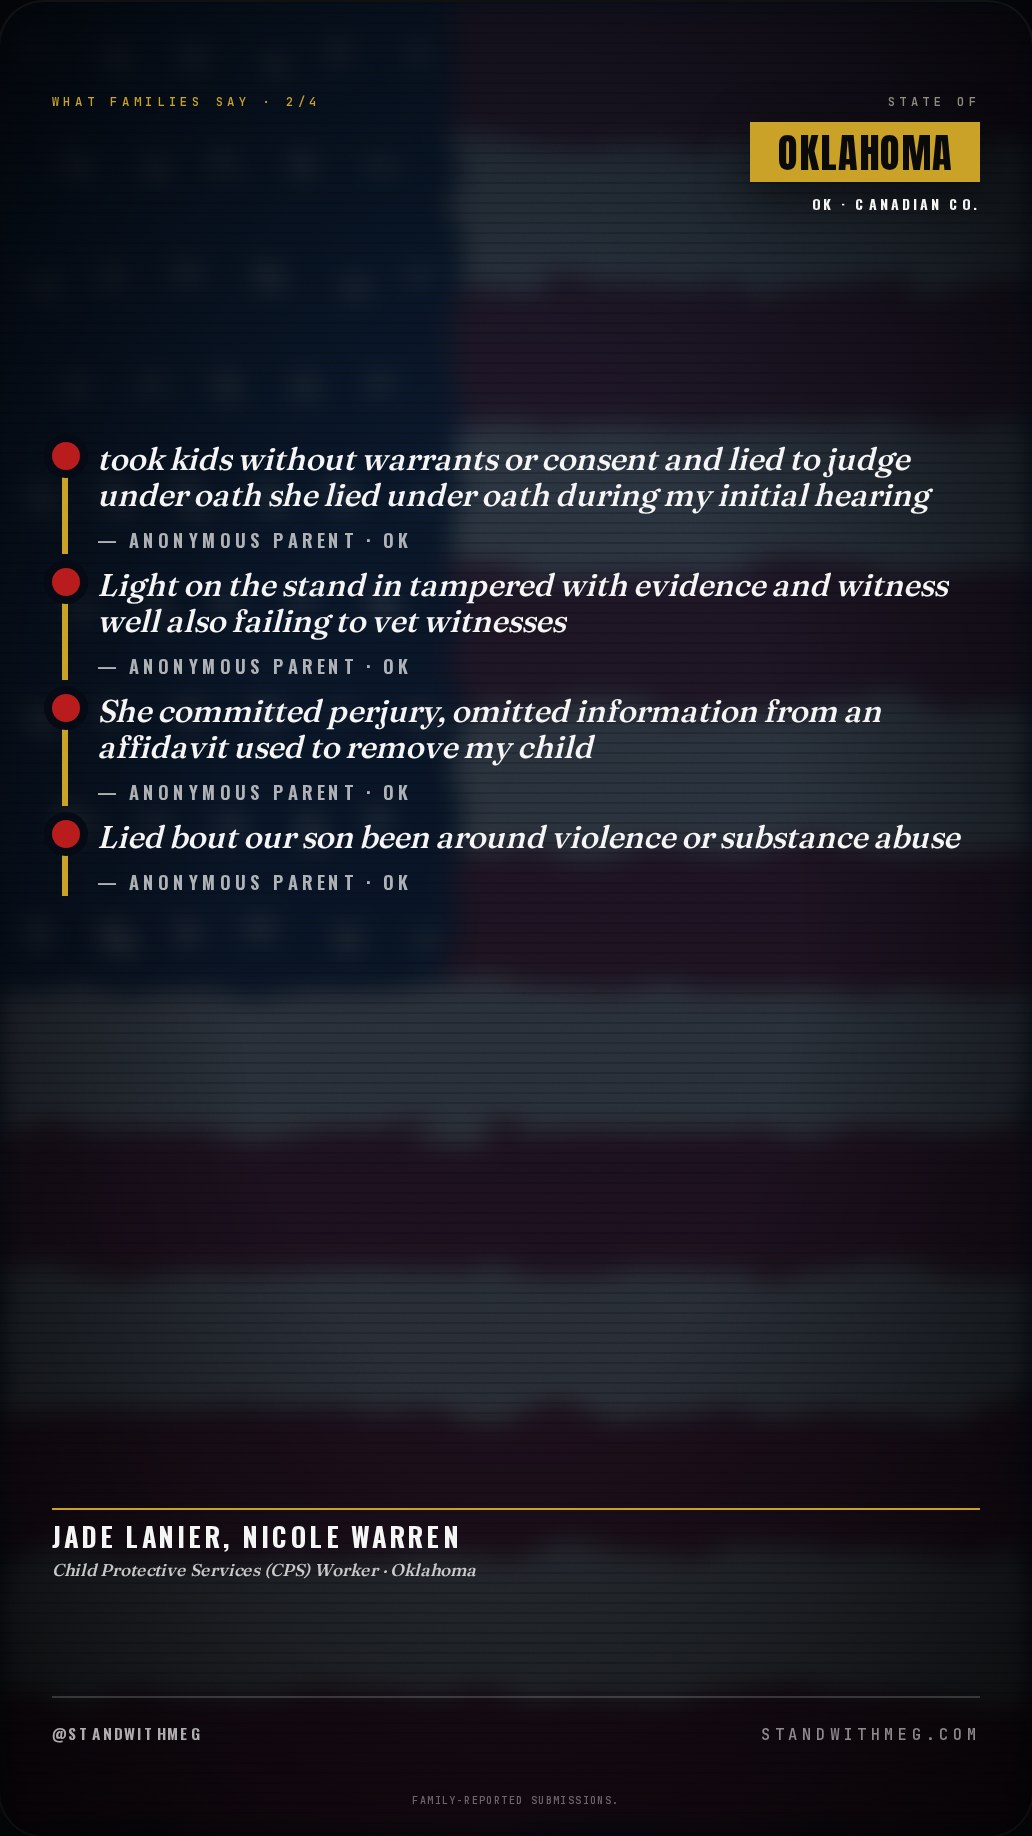 WHAT FAMILIES SAY · 2/4
STATE OF
OKLAHOMA
OK · CANADIAN CO.
took kids without warrants or consent and lied to judge
under oath she lied under oath during my initial hearing
— ANONYMOUS PARENT · OK
Light on the stand in tampered with evidence and witness
well also failing to vet witnesses
— ANONYMOUS PARENT · OK
She committed perjury, omitted information from an
affidavit used to remove my child
— ANONYMOUS PARENT · OK
Lied bout our son been around violence or substance abuse
— ANONYMOUS PARENT · OK
JADE LANIER, NICOLE WARREN
Child Protective Services (CPS) Worker · Oklahoma
@STANDWITHMEG
STANDWITHMEG.COM
FAMILY-REPORTED SUBMISSIONS.